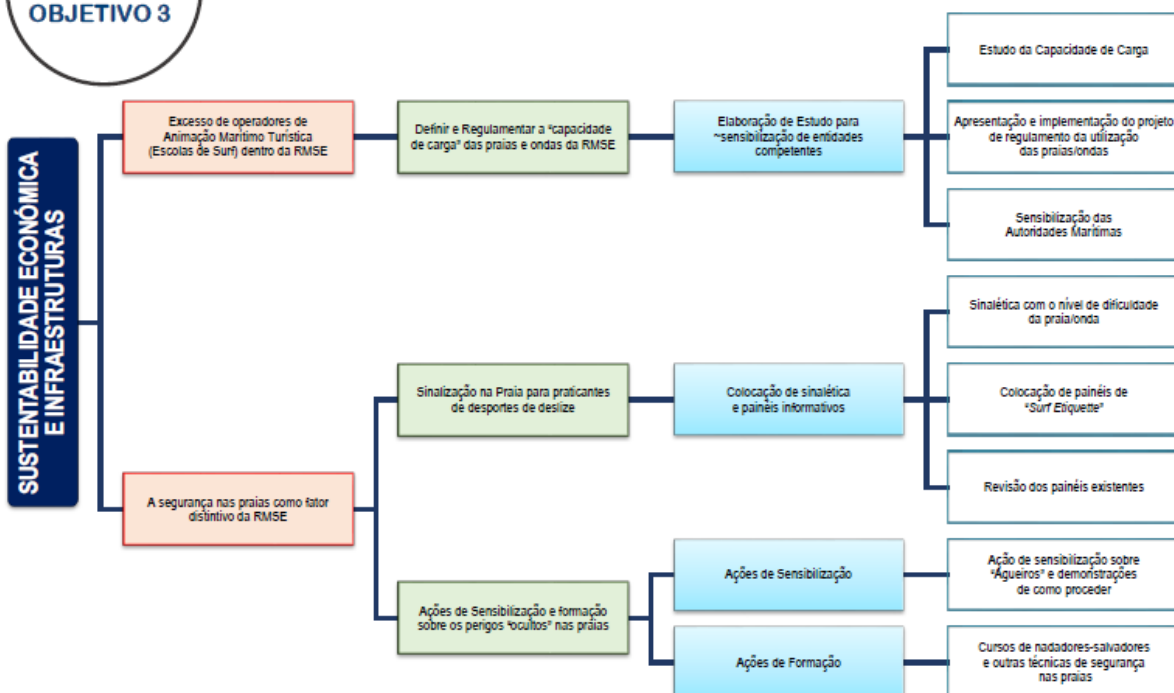 OBJETIVO 3
SUSTENTABILIDADE ECONÓMICA
E INFRAESTRUTURAS
Excesso de operadores de
Animação Marítimo Turística
(Escolas de Surf) dentro da RMSE
Definir e Regulamentar a "capacidade
de carga" das praias e ondas da RMSE
Elaboração de Estudo para
~sensibilização de entidades
competentes
Estudo da Capacidade de Carga
Apresentação e implementação do projeto
de regulamento da utilização
das praias/ondas
Sensibilização das
Autoridades Marítimas
A segurança nas praias como fator
distintivo da RMSE
Sinalização na Praia para praticantes
de desportes de deslize
Colocação de sinalética
e painéis informativos
Sinalética com o nível de dificuldade
da praia/onda
Colocação de painéis de
"Surf Etiquette"
Revisão dos painéis existentes
Ações de Sensibilização e formação
sobre os perigos "ocultos" nas praias
Ações de Sensibilização
Ação de sensibilização sobre
"Agueiros" e demonstrações
de como proceder
Ações de Formação
Cursos de nadadores-salvadores
e outras técnicas de segurança
nas praias